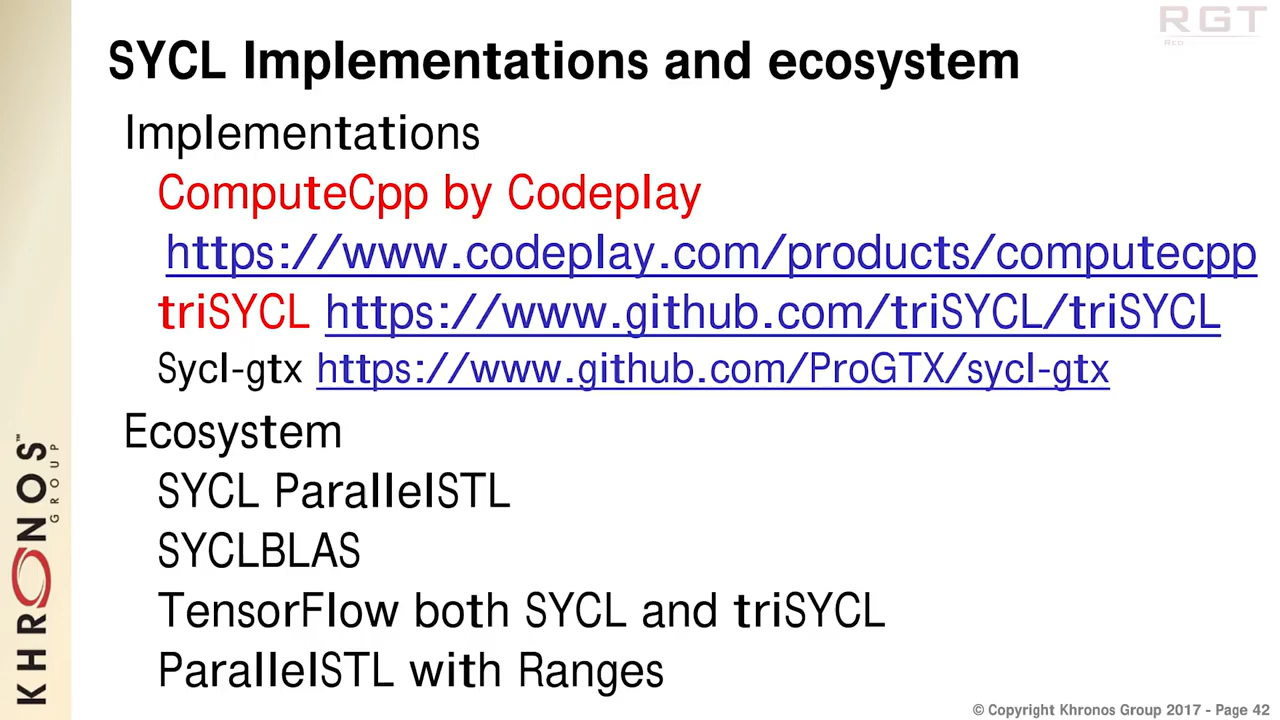 RGT
RED
SYCL Implementations and ecosystem
Implementations
ComputeCpp by Codeplay
https://www.codeplay.com/products/computecpp
triSYCL https://www.github.com/triSYCL/triSYCL
Sycl-gtx https://www.github.com/ProGTX/sycl-gtx
Ecosystem
SYCL ParallelSTL
SYCLBLAS
TensorFlow both SYCL and triSYCL
ParallelSTL with Ranges
KHRONOS™
GROUP
© Copyright Khronos Group 2017 - Page 42